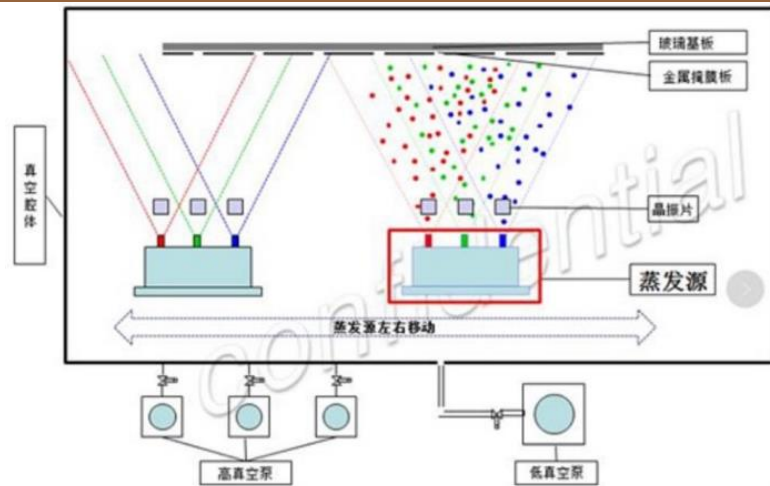 玻璃基板
金属掩膜板
真空腔体
晶振片
蒸发源
蒸发源左右移动
confidential
高真空泵
低真空泵